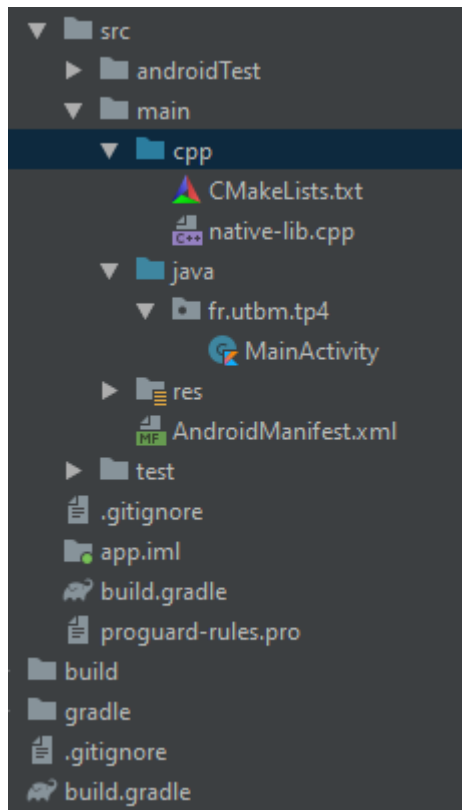 src
androidTest
main
cpp
CMakeLists.txt
C++ native-lib.cpp
java
fr.utbm.tp4
MainActivity
res
MF AndroidManifest.xml
test
.gitignore
app.iml
build.gradle
proguard-rules.pro
build
gradle
.gitignore
build.gradle